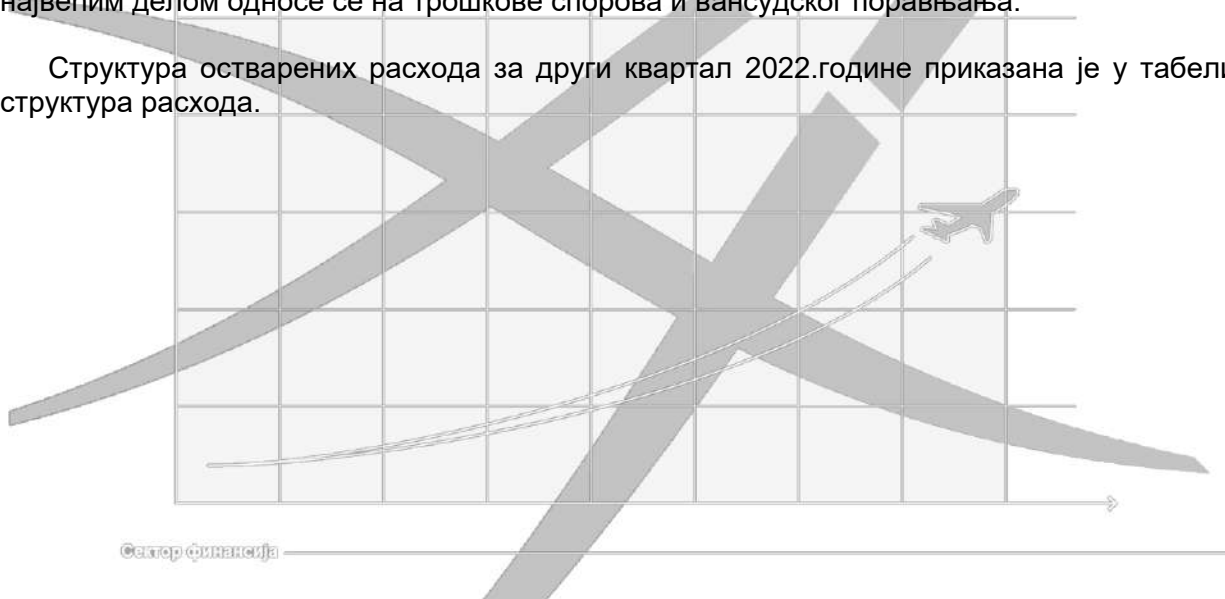 највећим делом односе се на трошкове спорова и вансудског поравњања.
Структура остварених расхода за други квартал 2022.године приказана је у табели
структура расхода.
Сектор финансија